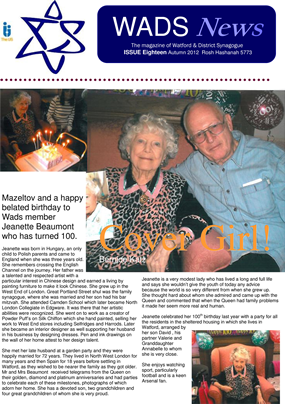 WADS News
The magazine of Watford & District Synagogue
ISSUE Eighteen Autumn 2012 Rosh Hashanah 5773
Mazeltov and a happy
belated birthday to
Wads member
Jeanette Beaumont
who has turned 100.
Cover Girl!
Jeanette was born in Hungary, an only
child to Polish parents and came to
England when she was three years old.
She remembers crossing the English
Channel on the journey. Her father was
a talented and respected artist with a
particular interest in Chinese design and earned a living by
painting furniture to make it look Chinese. She grew up in the
West End of London. Great Portland Street shul was the family
synagogue, where she was married and her son had his bar
mitzvah. She attended Camden School which later became North
London Collegiate in Edgware. It was there that her artistic
abilities were recognized. She went on to work as a creator of
Powder Puff's on Silk Chiffon which she hand painted, selling her
work to West End stores including Selfridges and Harrods. Later
she became an interior designer as well supporting her husband
in his business by designing dresses. Pen and ink drawings on
the wall of her home attest to her design talent.
She met her late husband at a garden party and they were
happily married for 72 years. They lived in North West London for
many years and then Spain for 18 years before settling in
Watford, as they wished to be nearer the family as they got older.
Mr and Mrs Beaumont received telegrams from the Queen on
their golden, diamond and platinum anniversaries and had parties
to celebrate each of these milestones, photographs of which
adorn her home. She has a devoted son, two grandchildren and
four great grandchildren of whom she is very proud.
Jeanette is a very modest lady who has lived a long and full life
and says she wouldn't give the youth of today any advice
because the world is so very different from when she grew up.
She thought hard about whom she admired and came up with the
Queen and commented that when the Queen had family problems
it made her seem more real and human.
Jeanette celebrated her 100th birthday last year with a party for all
the residents in the sheltered housing in which she lives in
Watford, arranged by
her son David, his
partner Valerie and
Granddaughter
Annabelle to whom
she is very close.
She enjoys watching
sport, particularly
football and is a keen
Arsenal fan.